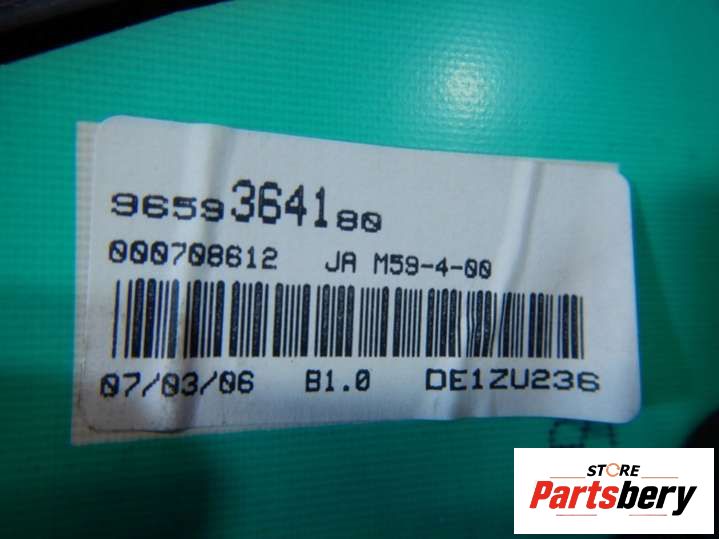 9659364180
000708612 JA M59-4-00
07/03/06 B1.0 DE1ZU236
STORE
Partsbery